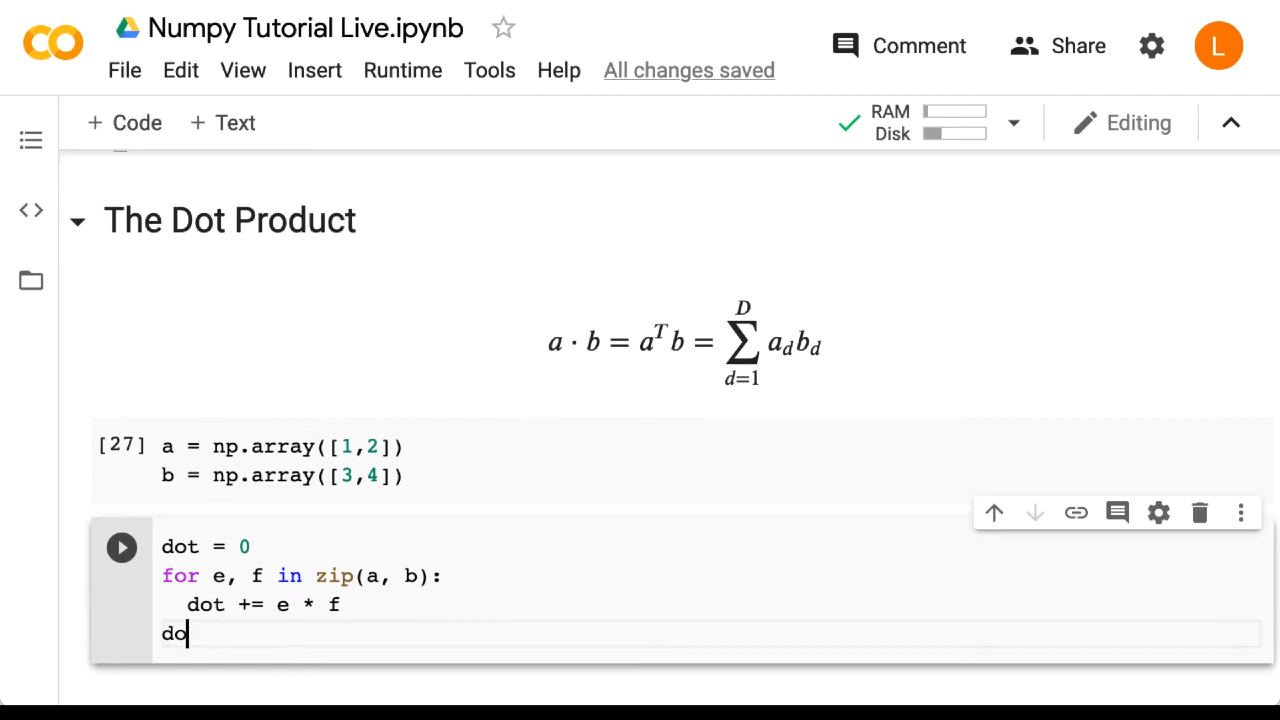 Numpy Tutorial Live.ipynb
Comment
Share
L
File Edit View Insert Runtime Tools Help All changes saved
+ Code + Text
RAM
Disk
Editing
The Dot Product
a · b = aᵀb = ∑_{d=1}^{D} a_d b_d
[27] a = np.array([1,2])
b = np.array([3,4])
dot = 0
for e, f in zip(a, b):
  dot += e * f
do